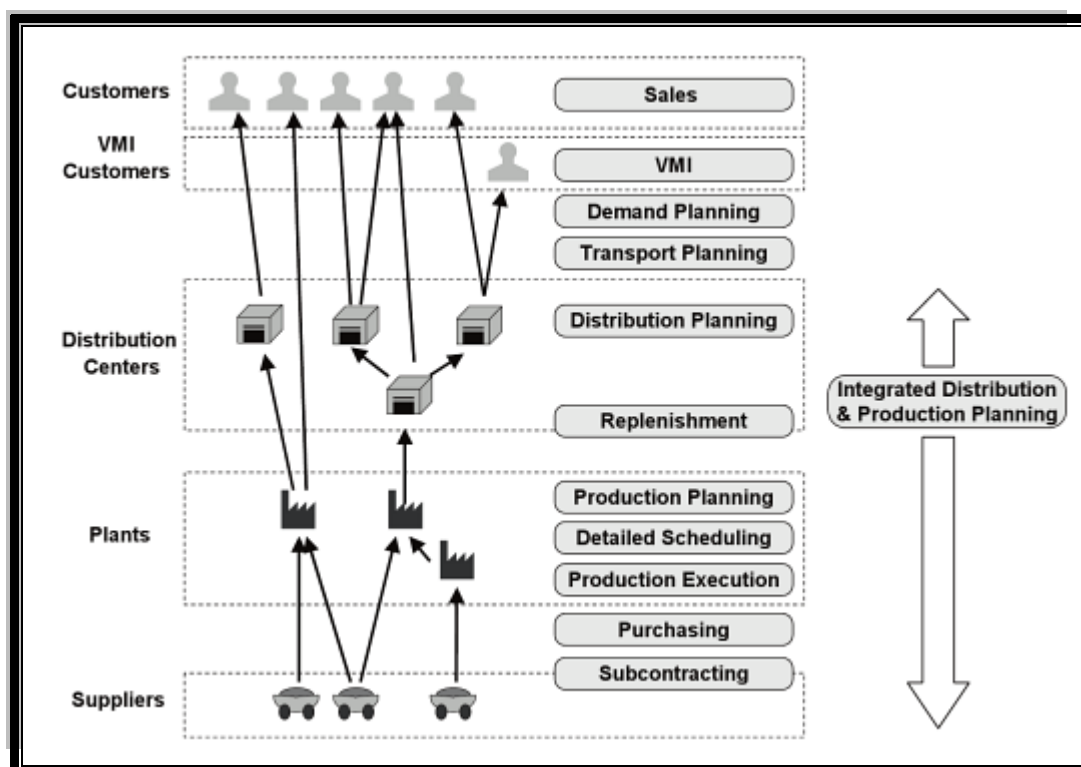 Customers
Sales
VMI
Customers
VMI
Demand Planning
Transport Planning
Distribution
Centers
Distribution Planning
Replenishment
Integrated Distribution
& Production Planning
Plants
Production Planning
Detailed Scheduling
Production Execution
Purchasing
Subcontracting
Suppliers